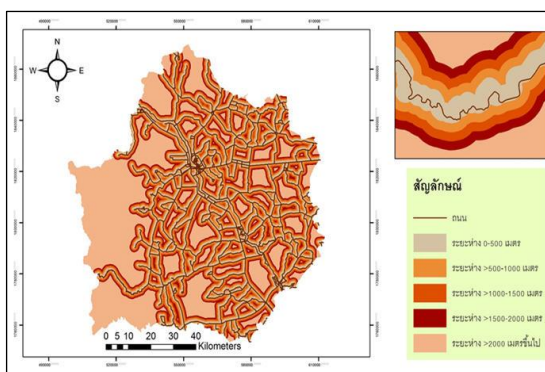 N
W E
S
0 5 10 20 30 40
Kilometers
สัญลักษณ์
ถนน
ระยะห่าง 0-500 เมตร
ระยะห่าง >500-1000 เมตร
ระยะห่าง >1000-1500 เมตร
ระยะห่าง >1500-2000 เมตร
ระยะห่าง >2000 เมตรขึ้นไป